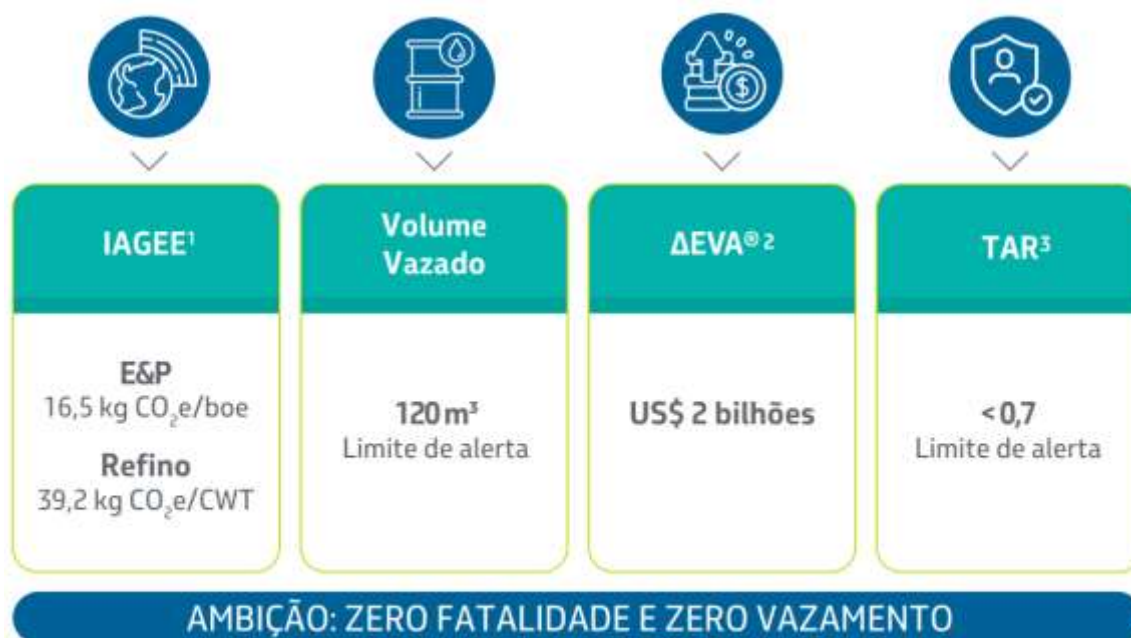 IAGEE¹
E&P
16,5 kg CO₂e/boe
Refino
39,2 kg CO₂e/CWT
Volume
Vazado
120 m³
Limite de alerta
ΔEVA® ²
US$ 2 bilhões
TAR³
<0,7
Limite de alerta
AMBIÇÃO: ZERO FATALIDADE E ZERO VAZAMENTO